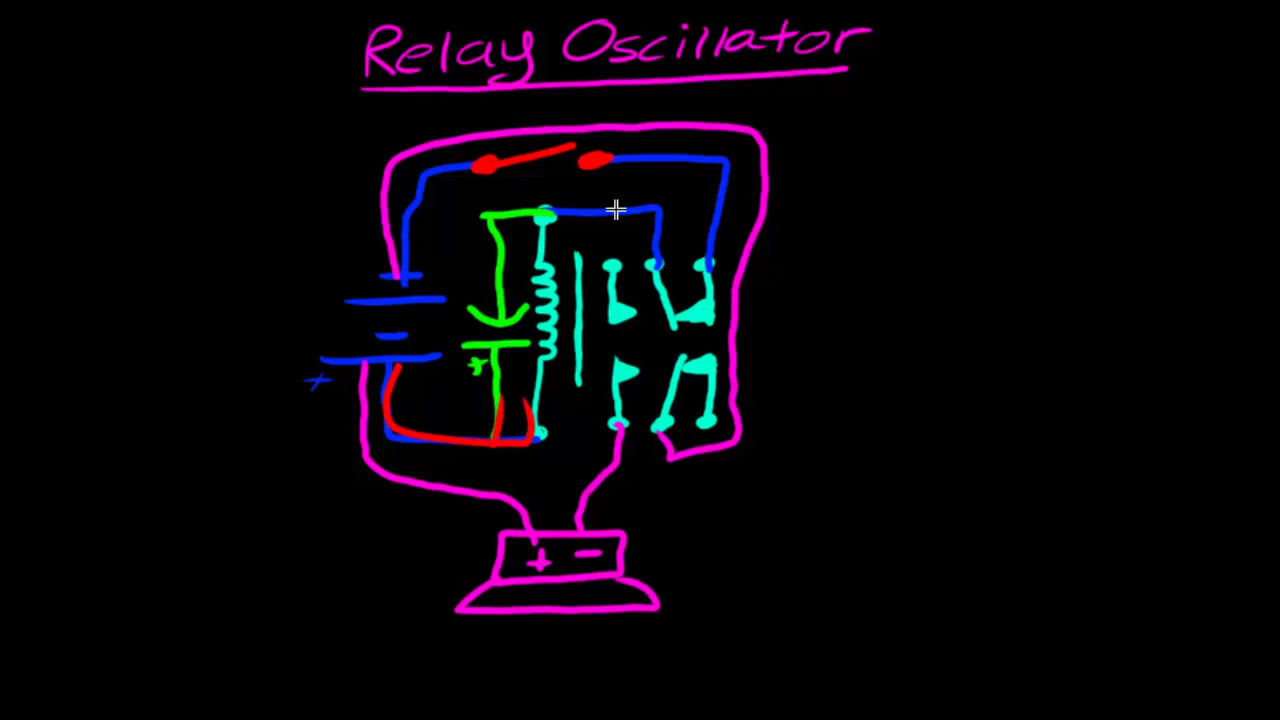 Relay Oscillator
+
+
+ -